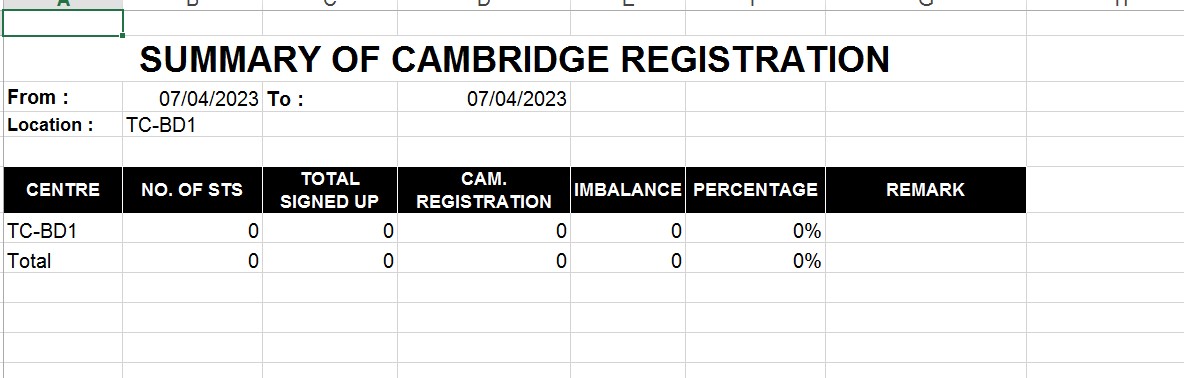 SUMMARY OF CAMBRIDGE REGISTRATION
From : 07/04/2023 To : 07/04/2023
Location : TC-BD1
CENTRE NO. OF STS TOTAL SIGNED UP CAM. REGISTRATION IMBALANCE PERCENTAGE REMARK
TC-BD1 0 0 0 0 0%
Total 0 0 0 0 0%